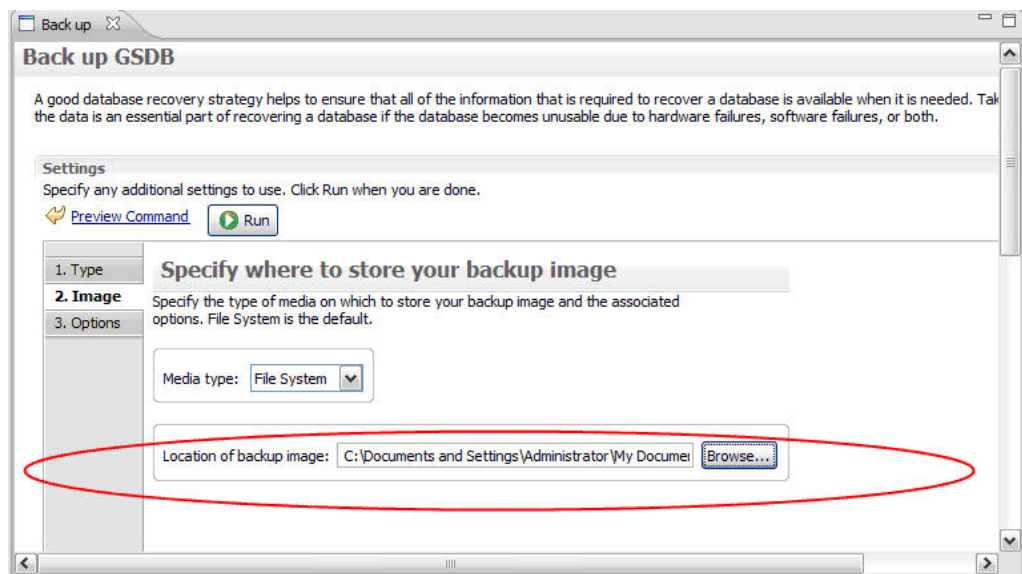 Back up
Back up GSDB
A good database recovery strategy helps to ensure that all of the information that is required to recover a database is available when it is needed.
the data is an essential part of recovering a database if the database becomes unusable due to hardware failures, software failures, or both.
Settings
Specify any additional settings to use. Click Run when you are done.
Preview Command Run
1. Type
2. Image
3. Options
Specify where to store your backup image
Specify the type of media on which to store your backup image and the associated
options. File System is the default.
Media type: File System
Location of backup image: C:\Documents and Settings\Administrator\My Browse...